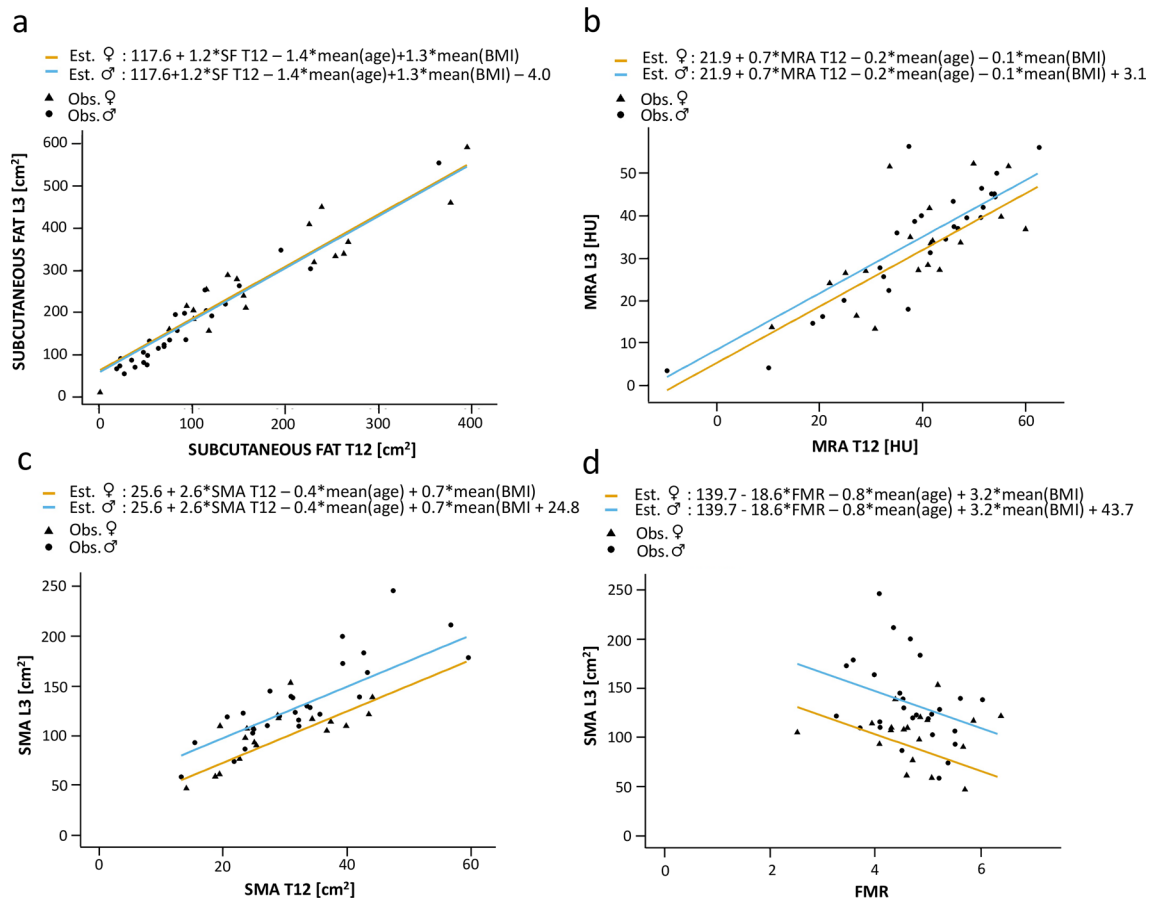 a
Est. ♀ : 117.6 + 1.2*SF T12 – 1.4*mean(age)+1.3*mean(BMI)
Est. ♂ : 117.6+1.2*SF T12 – 1.4*mean(age)+1.3*mean(BMI) – 4.0
Obs. ♀
Obs. ♂
SUBCUTANEOUS FAT L3 [cm²]
600
500
400
300
200
100
0
0 100 200 300 400
SUBCUTANEOUS FAT T12 [cm²]
b
Est. ♀ : 21.9 + 0.7*MRA T12 – 0.2*mean(age) – 0.1*mean(BMI)
Est. ♂ : 21.9 + 0.7*MRA T12 – 0.2*mean(age) – 0.1*mean(BMI) + 3.1
Obs. ♀
Obs. ♂
MRA L3 [HU]
50
40
30
20
10
0
0 20 40 60
MRA T12 [HU]
c
Est. ♀ : 25.6 + 2.6*SMA T12 – 0.4*mean(age) + 0.7*mean(BMI)
Est. ♂ : 25.6 + 2.6*SMA T12 – 0.4*mean(age) + 0.7*mean(BMI + 24.8
Obs. ♀
Obs. ♂
SMA L3 [cm²]
250
200
150
100
50
0
0 20 40 60
SMA T12 [cm²]
d
Est. ♀ : 139.7 - 18.6*FMR – 0.8*mean(age) + 3.2*mean(BMI)
Est. ♂ : 139.7 - 18.6*FMR – 0.8*mean(age) + 3.2*mean(BMI) + 43.7
Obs. ♀
Obs. ♂
SMA L3 [cm²]
250
200
150
100
50
0
0 2 4 6
FMR